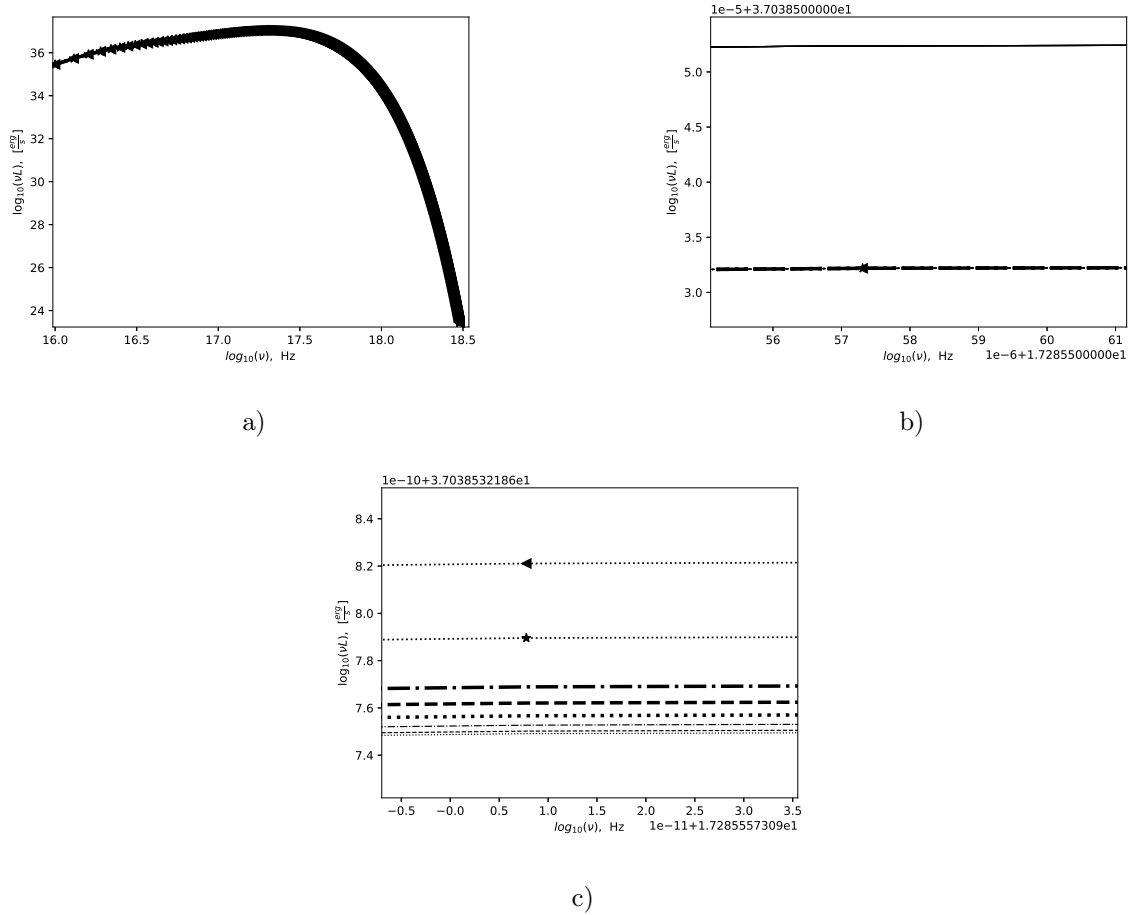 36
34
32
30
28
26
24
log₁₀(νL), [erg/s]
16.0 16.5 17.0 17.5 18.0 18.5
log₁₀(ν), Hz
a)
1e−5+3.7038500000e1
5.0
4.5
4.0
3.5
3.0
log₁₀(νL), [erg/s]
56 57 58 59 60 61
log₁₀(ν), Hz 1e−6+1.7285500000e1
b)
1e−10+3.7038532186e1
8.4
8.2
8.0
7.8
7.6
7.4
log₁₀(νL), [erg/s]
−0.5 −0.0 0.5 1.0 1.5 2.0 2.5 3.0 3.5
log₁₀(ν), Hz 1e−11+1.7285557309e1
c)